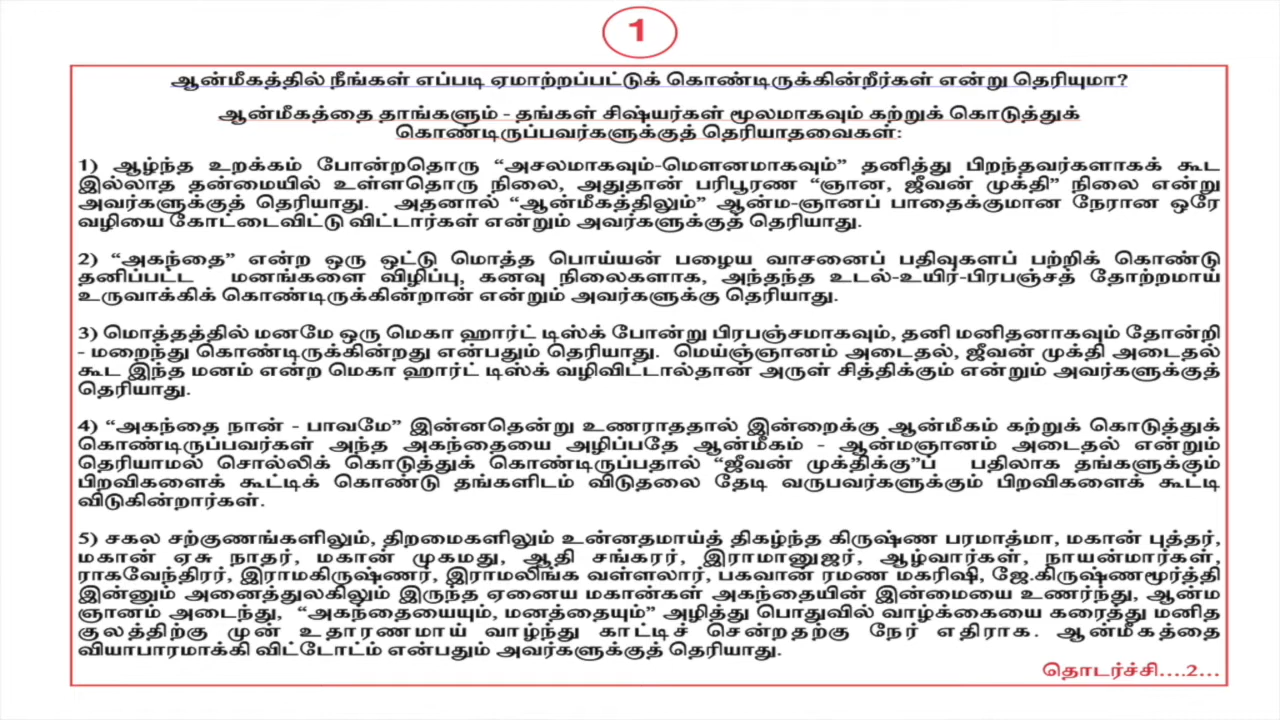 1
ஆன்மீகத்தில் நீங்கள் எப்படி ஏமாற்றப்பட்டுக் கொண்டிருக்கின்றீர்கள் என்று தெரியுமா?
ஆன்மீகத்தை தாங்களும் - தங்கள் சிஷ்யர்கள் மூலமாகவும் கற்றுக் கொடுத்துக்
கொண்டிருப்பவர்களுக்குத் தெரியாதவைகள்:
1) ஆழ்ந்த உறக்கம் போன்றதொரு “அசலமாகவும்-மௌனமாகவும்” தனித்து பிறந்தவர்களாகக் கூட
இல்லாத தன்மையில் உள்ளதொரு நிலை, அதுதான் பரிபூரண “ஞான, ஜீவன் முக்தி” நிலை என்று
அவர்களுக்குத் தெரியாது. அதனால் “ஆன்மீகத்திலும்” ஆன்ம-ஞானப் பாதைக்குமான நேரான ஒரே
வழியை கோட்டைவிட்டு விட்டார்கள் என்றும் அவர்களுக்குத் தெரியாது.
2) “அகந்தை” என்ற ஒரு ஒட்டு மொத்த பொய்யன் பழைய வாசனைப் பதிவுகளப் பற்றிக் கொண்டு
தனிப்பட்ட மனங்களை விழிப்பு, கனவு நிலைகளாக, அந்தந்த உடல்-உயிர்-பிரபஞ்சத் தோற்றமாய்
உருவாக்கிக் கொண்டிருக்கின்றான் என்றும் அவர்களுக்கு தெரியாது.
3) மொத்தத்தில் மனமே ஒரு மெகா ஹார்ட் டிஸ்க் போன்று பிரபஞ்சமாகவும், தனி மனிதனாகவும் தோன்றி
- மறைந்து கொண்டிருக்கின்றது என்பதும் தெரியாது. மெய்ஞ்ஞானம் அடைதல், ஜீவன் முக்தி அடைதல்
கூட இந்த மனம் என்ற மெகா ஹார்ட் டிஸ்க் வழிவிட்டால்தான் அருள் சித்திக்கும் என்றும் அவர்களுக்குத்
தெரியாது.
4) “அகந்தை நான் - பாவமே” இன்னதென்று உணராததால் இன்றைக்கு ஆன்மீகம் கற்றுக் கொடுத்துக்
கொண்டிருப்பவர்கள் அந்த அகந்தையை அழிப்பதே ஆன்மீகம் - ஆன்மஞானம் அடைதல் என்றும்
தெரியாமல் சொல்லிக் கொடுத்துக் கொண்டிருப்பதால் “ஜீவன் முக்திக்கு”ப் பதிலாக தங்களுக்கும்
பிறவிகளைக் கூட்டிக் கொண்டு தங்களிடம் விடுதலை தேடி வருபவர்களுக்கும் பிறவிகளைக் கூட்டி
விடுகின்றார்கள்.
5) சகல சற்குணங்களிலும், திறமைகளிலும் உன்னதமாய்த் திகழ்ந்த கிருஷ்ண பரமாத்மா, மகான் புத்தர்,
மகான் ஏசு நாதர், மகான் முகமது, ஆதி சங்கரர், இராமானுஜர், ஆழ்வார்கள், நாயன்மார்கள்,
ராகவேந்திரர், இராமகிருஷ்ணர், இராமலிங்க வள்ளலார், பகவான் ரமண மகரிஷி, ஜே.கிருஷ்ணமூர்த்தி
இன்னும் அனைத்துலகிலும் இருந்த ஏனைய மகான்கள் அகந்தையின் இன்மையை உணர்ந்து, ஆன்ம
ஞானம் அடைந்து, “அகந்தையையும், மனத்தையும்” அழித்து பொதுவில் வாழ்க்கையை கரைத்து மனித
குலத்திற்கு முன் உதாரணமாய் வாழ்ந்து காட்டிச் சென்றதற்கு நேர் எதிராக. ஆன்மீகத்தை
வியாபாரமாக்கி விட்டோட்ம் என்பதும் அவர்களுக்குத் தெரியாது.
தொடர்ச்சி....2...